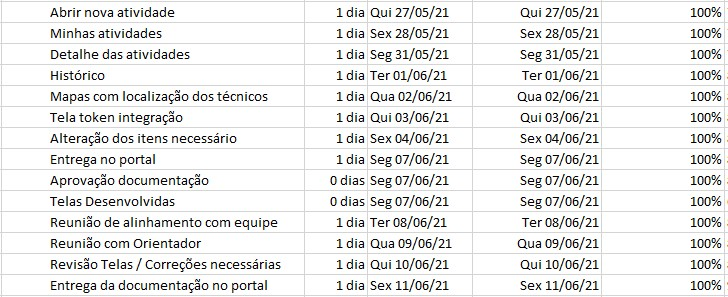 Abrir nova atividade 1 dia Qui 27/05/21 Qui 27/05/21 100%
Minhas atividades 1 dia Sex 28/05/21 Sex 28/05/21 100%
Detalhe das atividades 1 dia Seg 31/05/21 Seg 31/05/21 100%
Histórico 1 dia Ter 01/06/21 Ter 01/06/21 100%
Mapas com localização dos técnicos 1 dia Qua 02/06/21 Qua 02/06/21 100%
Tela token integração 1 dia Qui 03/06/21 Qui 03/06/21 100%
Alteração dos itens necessário 1 dia Sex 04/06/21 Sex 04/06/21 100%
Entrega no portal 1 dia Seg 07/06/21 Seg 07/06/21 100%
Aprovação documentação 0 dias Seg 07/06/21 Seg 07/06/21 100%
Telas Desenvolvidas 0 dias Seg 07/06/21 Seg 07/06/21 100%
Reunião de alinhamento com equipe 1 dia Ter 08/06/21 Ter 08/06/21 100%
Reunião com Orientador 1 dia Qua 09/06/21 Qua 09/06/21 100%
Revisão Telas / Correções necessárias 1 dia Qui 10/06/21 Qui 10/06/21 100%
Entrega da documentação no portal 1 dia Sex 11/06/21 Sex 11/06/21 100%